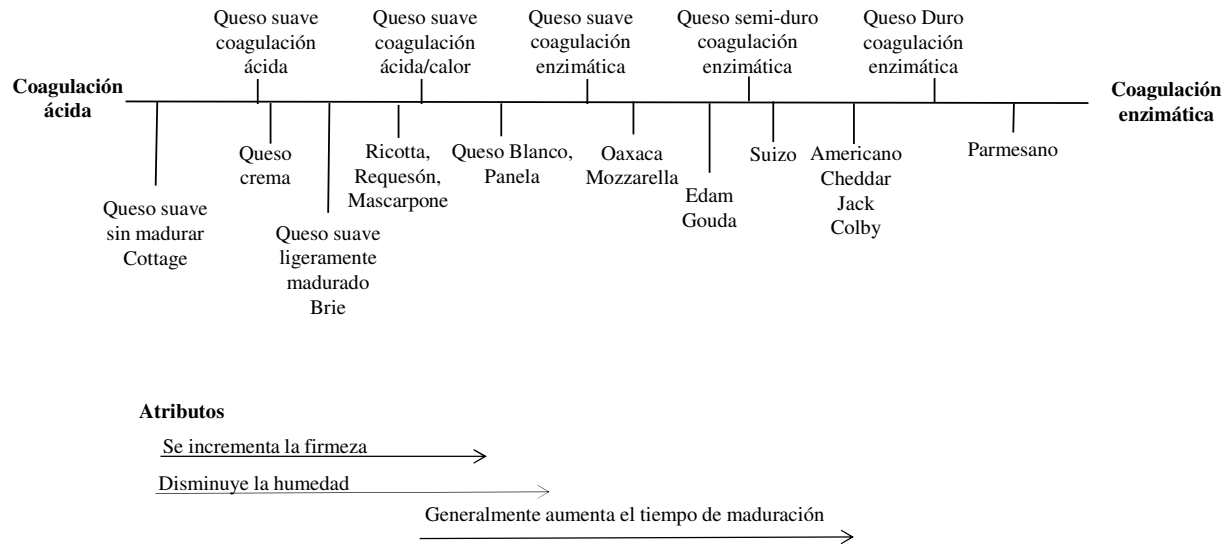 Queso suave
coagulación
ácida
Queso suave
coagulación
ácida/calor
Queso suave
coagulación
enzimática
Queso semi-duro
coagulación
enzimática
Queso Duro
coagulación
enzimática
Coagulación
ácida
Coagulación
enzimática
Queso suave
sin madurar
Cottage
Queso
crema
Queso suave
ligeramente
madurado
Brie
Ricotta,
Requesón,
Mascarpone
Queso Blanco,
Panela
Oaxaca
Mozzarella
Edam
Gouda
Suizo
Americano
Cheddar
Jack
Colby
Parmesano
Atributos
Se incrementa la firmeza
Disminuye la humedad
Generalmente aumenta el tiempo de maduración